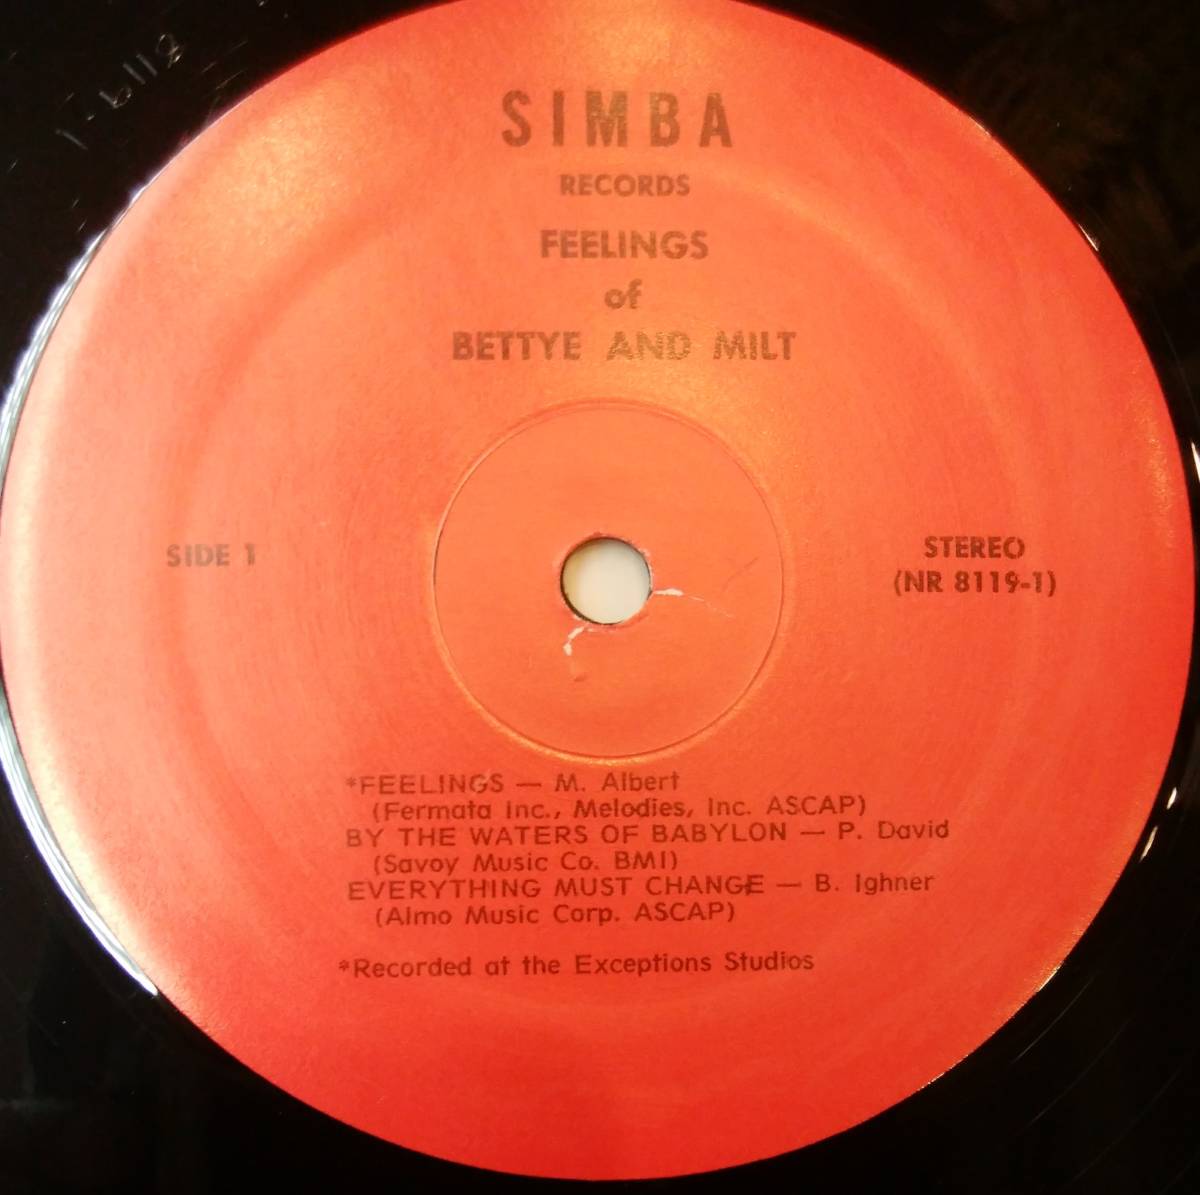 SIMBA
RECORDS
FEELINGS
of
BETTYE AND MILT
SIDE 1
STEREO
(NR 8119-1)
*FEELINGS — M. Albert
(Fermata Inc., Melodies, Inc. ASCAP)
BY THE WATERS OF BABYLON — P. David
(Savoy Music Co. BMI)
EVERYTHING MUST CHANGE — B. Ighner
(Almo Music Corp. ASCAP)
*Recorded at the Exceptions Studios